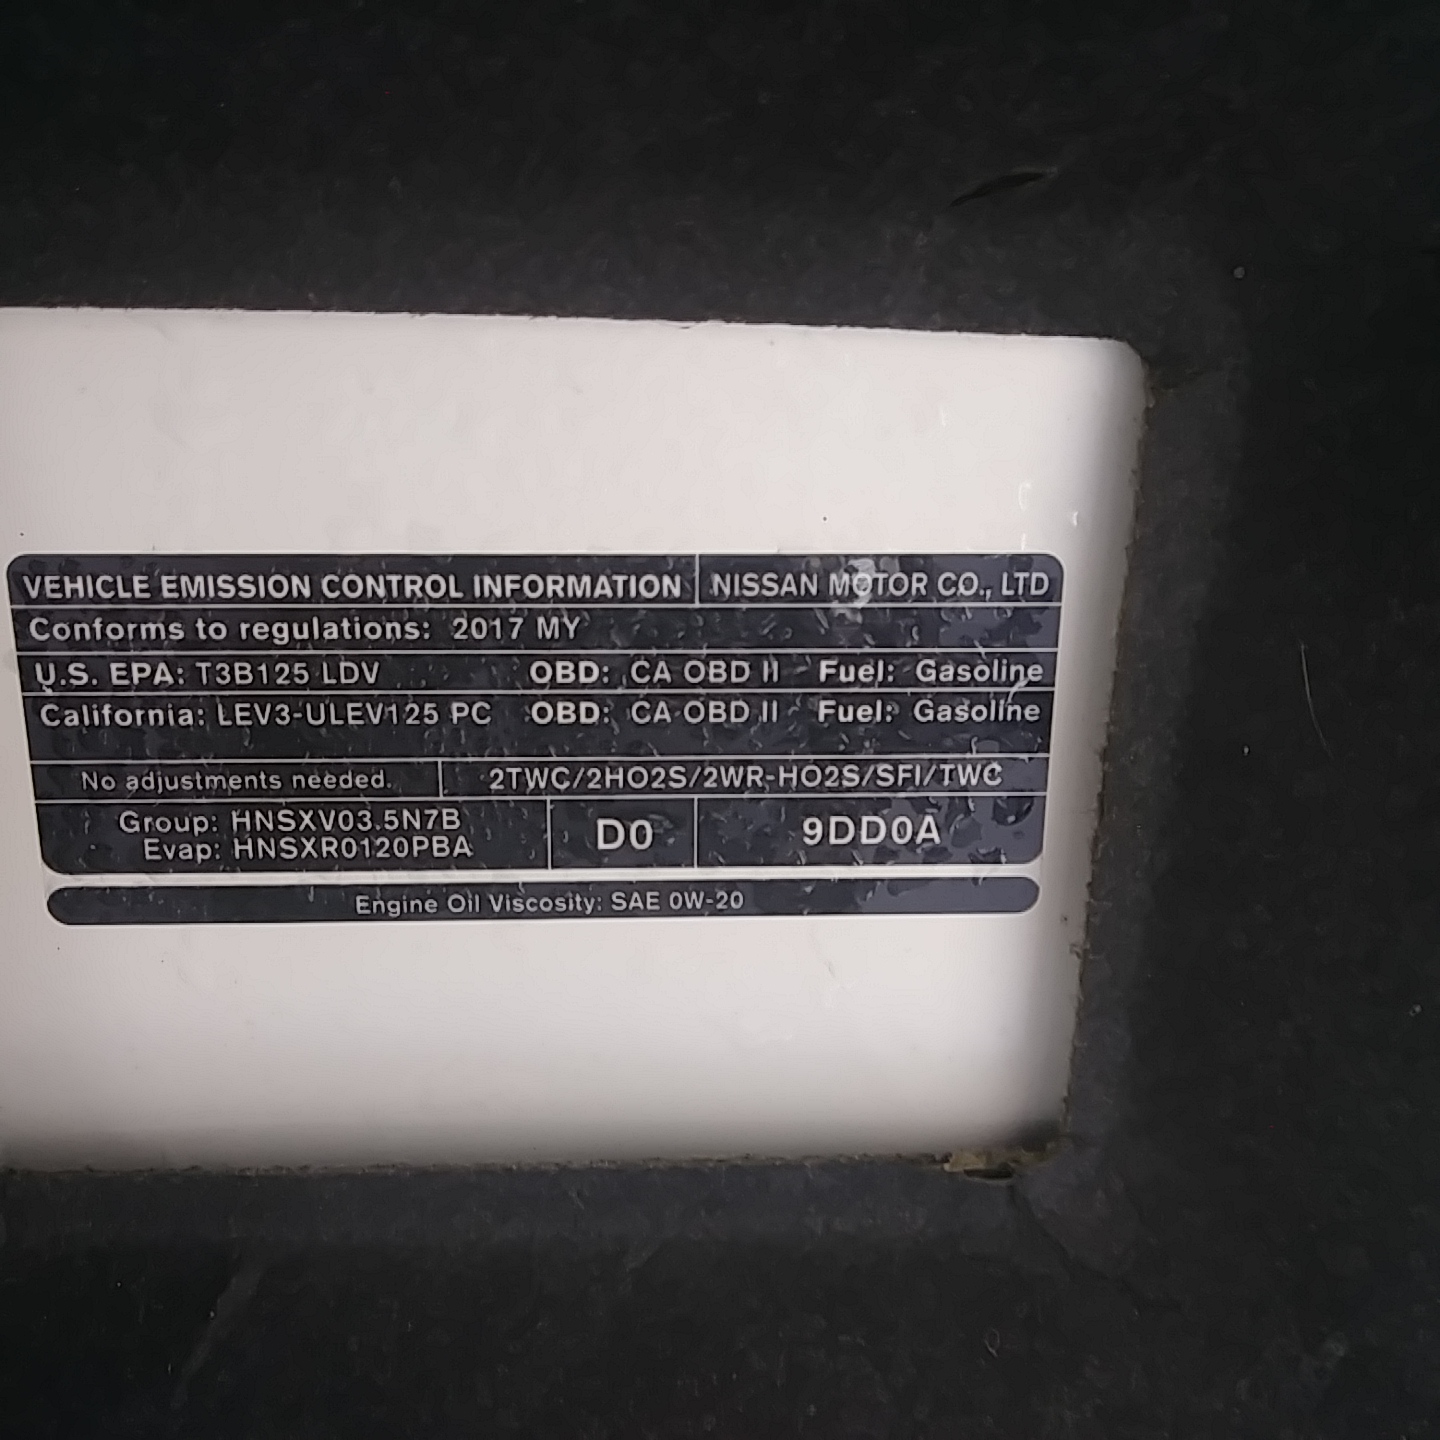 VEHICLE EMISSION CONTROL INFORMATION NISSAN MOTOR CO., LTD
Conforms to regulations: 2017 MY
U.S. EPA: T3B125 LDV OBD: CA OBD II Fuel: Gasoline
California: LEV3-ULEV125 PC OBD: CA OBD II Fuel: Gasoline
No adjustments needed. 2TWC/2HO2S/2WR-HO2S/SFI/TWC
Group: HNSXV03.5N7B
Evap: HNSXR0120PBA
D0 9DD0A
Engine Oil Viscosity: SAE 0W-20